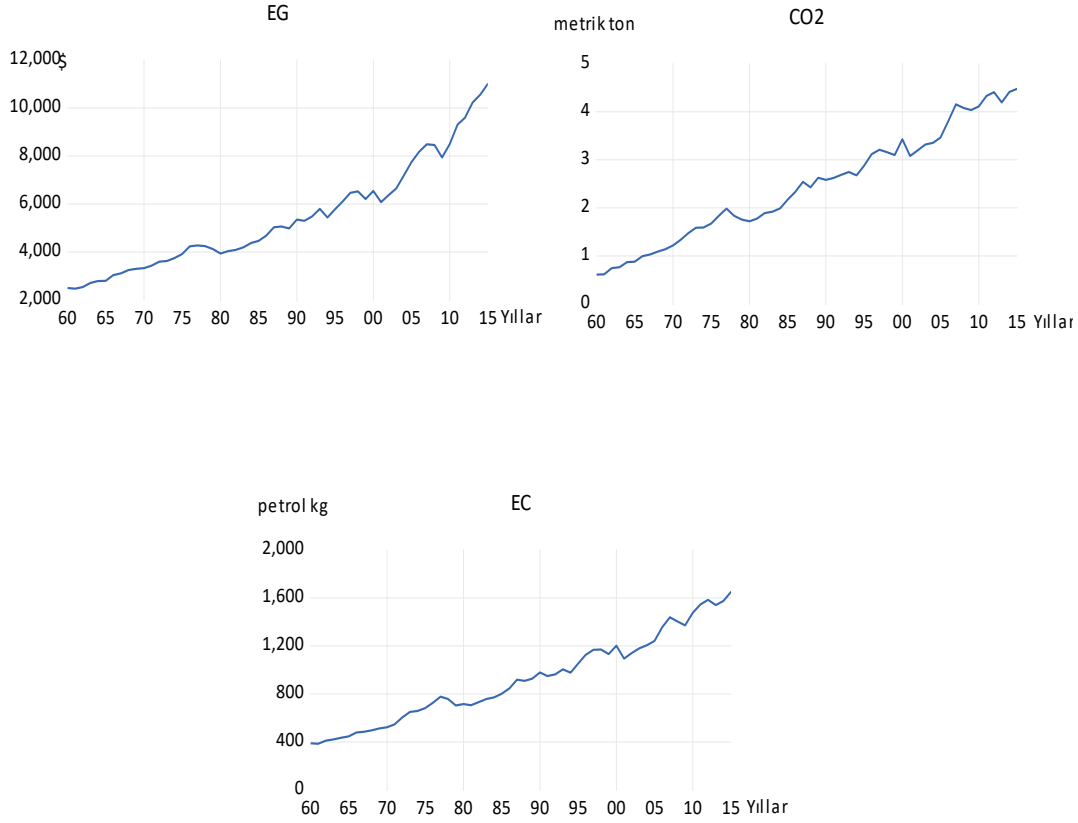 EG
12,000$
10,000
8,000
6,000
4,000
2,000
60 65 70 75 80 85 90 95 00 05 10 15 Yıllar
metrik ton
CO2
5
4
3
2
1
0
60 65 70 75 80 85 90 95 00 05 10 15 Yıllar
petrol kg
EC
2,000
1,600
1,200
800
400
0
60 65 70 75 80 85 90 95 00 05 10 15 Yıllar